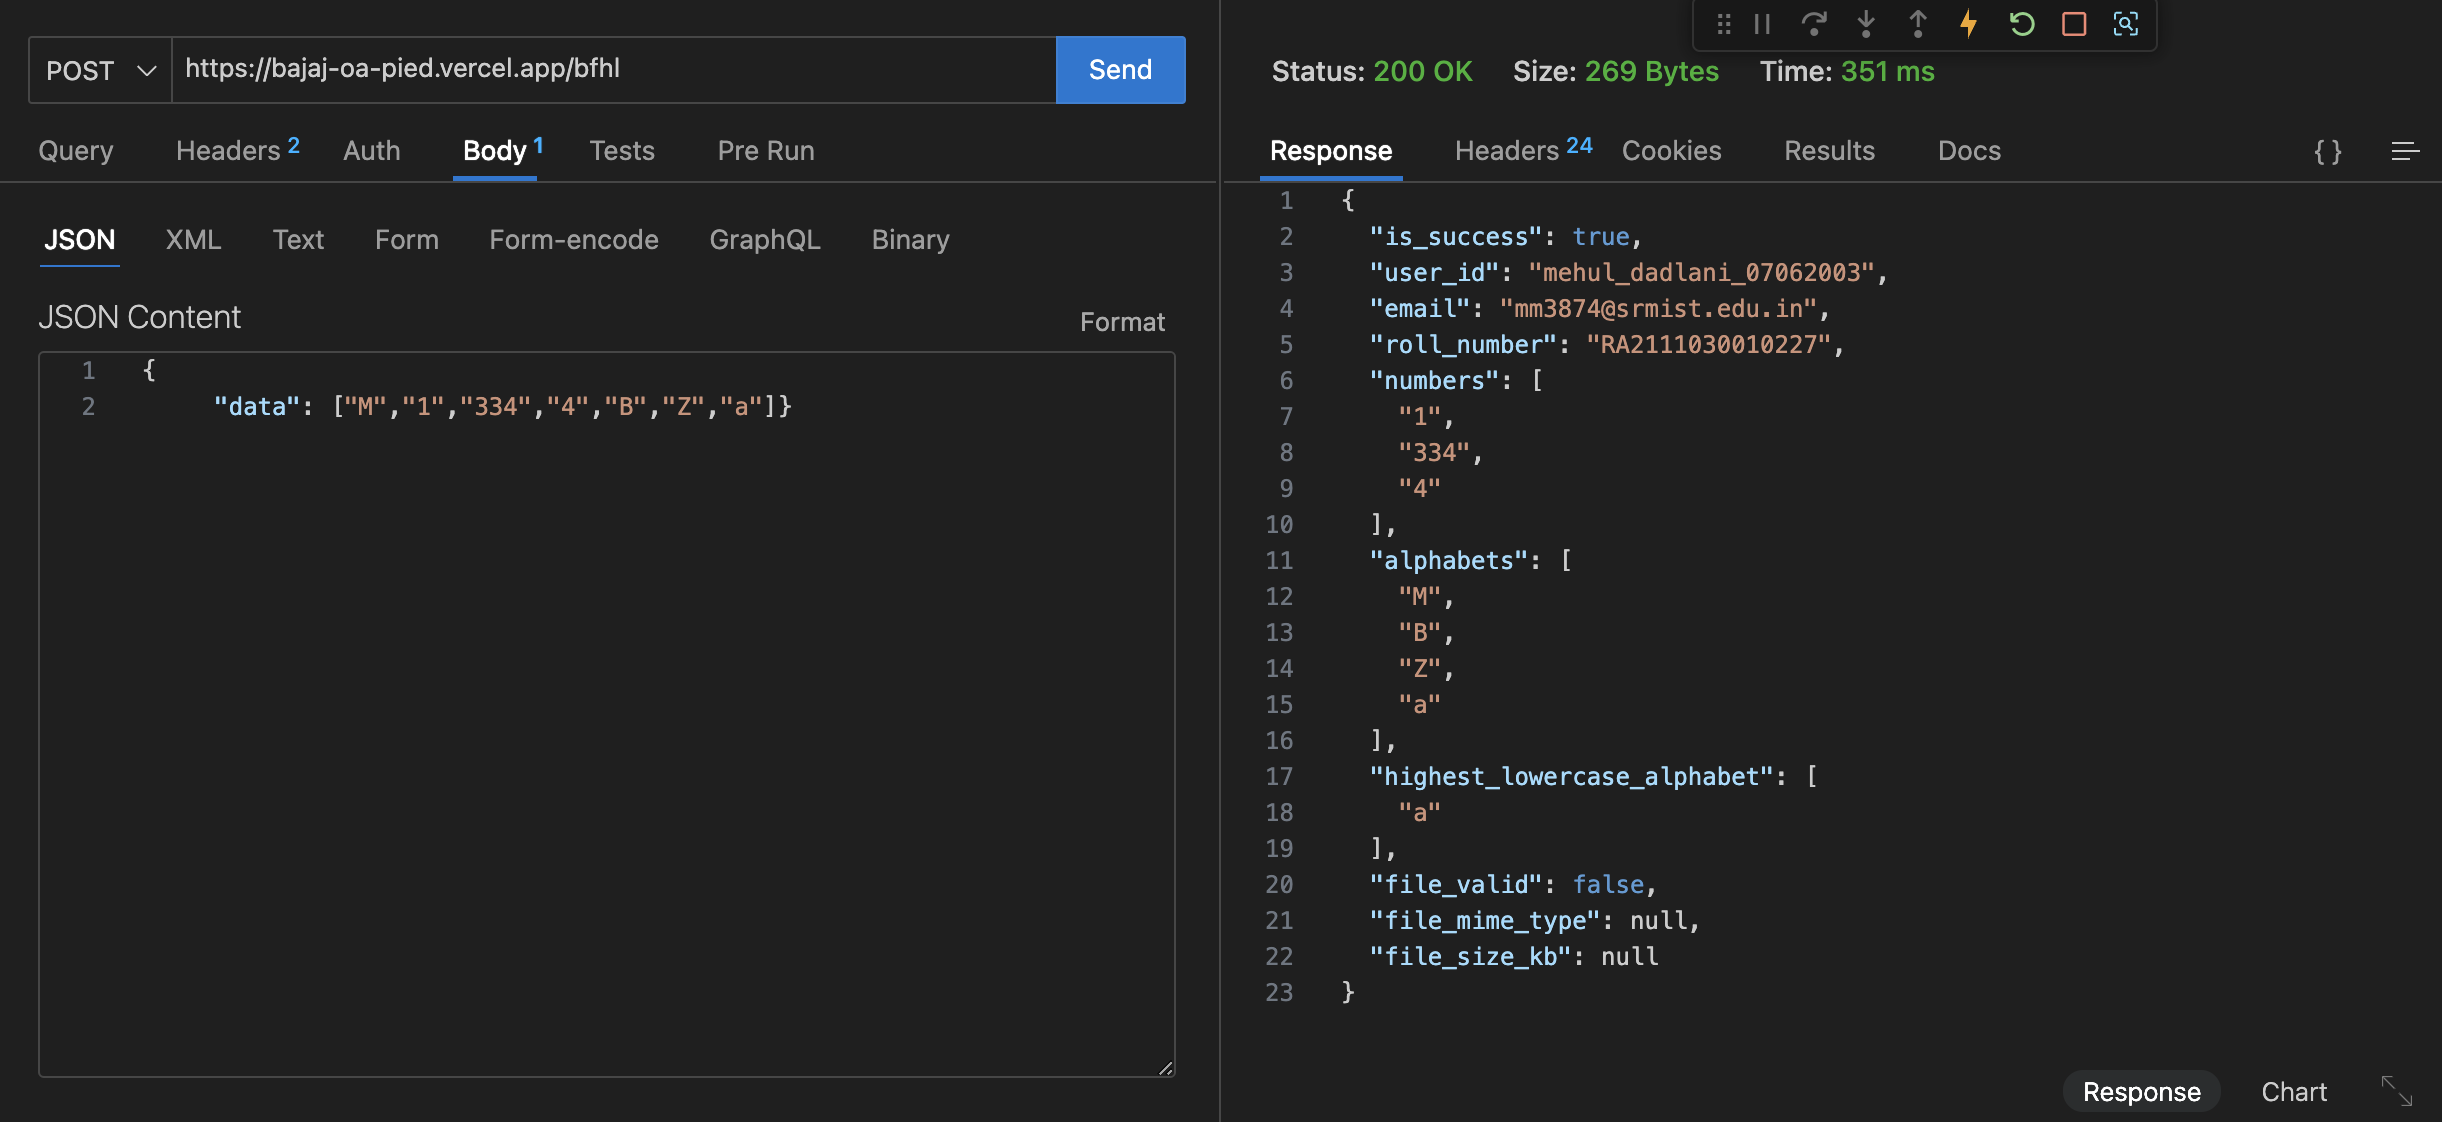 POST
https://bajaj-oa-pied.vercel.app/bfhl
Send
Query Headers 2 Auth Body 1 Tests Pre Run
JSON XML Text Form Form-encode GraphQL Binary
JSON Content
Format
1 {
2 "data": ["M","1","334","4","B","Z","a"]}
Status: 200 OK Size: 269 Bytes Time: 351 ms
Response Headers 24 Cookies Results Docs { }
1 {
2 "is_success": true,
3 "user_id": "mehul_dadlani_07062003",
4 "email": "mm3874@srmist.edu.in",
5 "roll_number": "RA2111030010227",
6 "numbers": [
7 "1",
8 "334",
9 "4"
10 ],
11 "alphabets": [
12 "M",
13 "B",
14 "Z",
15 "a"
16 ],
17 "highest_lowercase_alphabet": [
18 "a"
19 ],
20 "file_valid": false,
21 "file_mime_type": null,
22 "file_size_kb": null
23 }
Response Chart